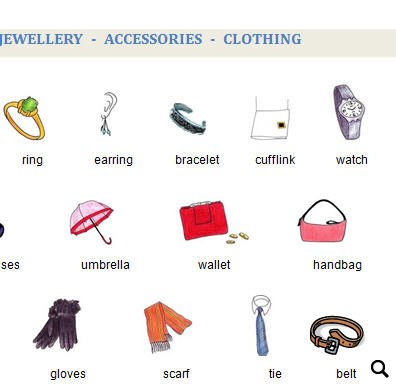 JEWELLERY - ACCESSORIES - CLOTHING
ring earring bracelet cufflink watch
ses umbrella wallet handbag
gloves scarf tie belt